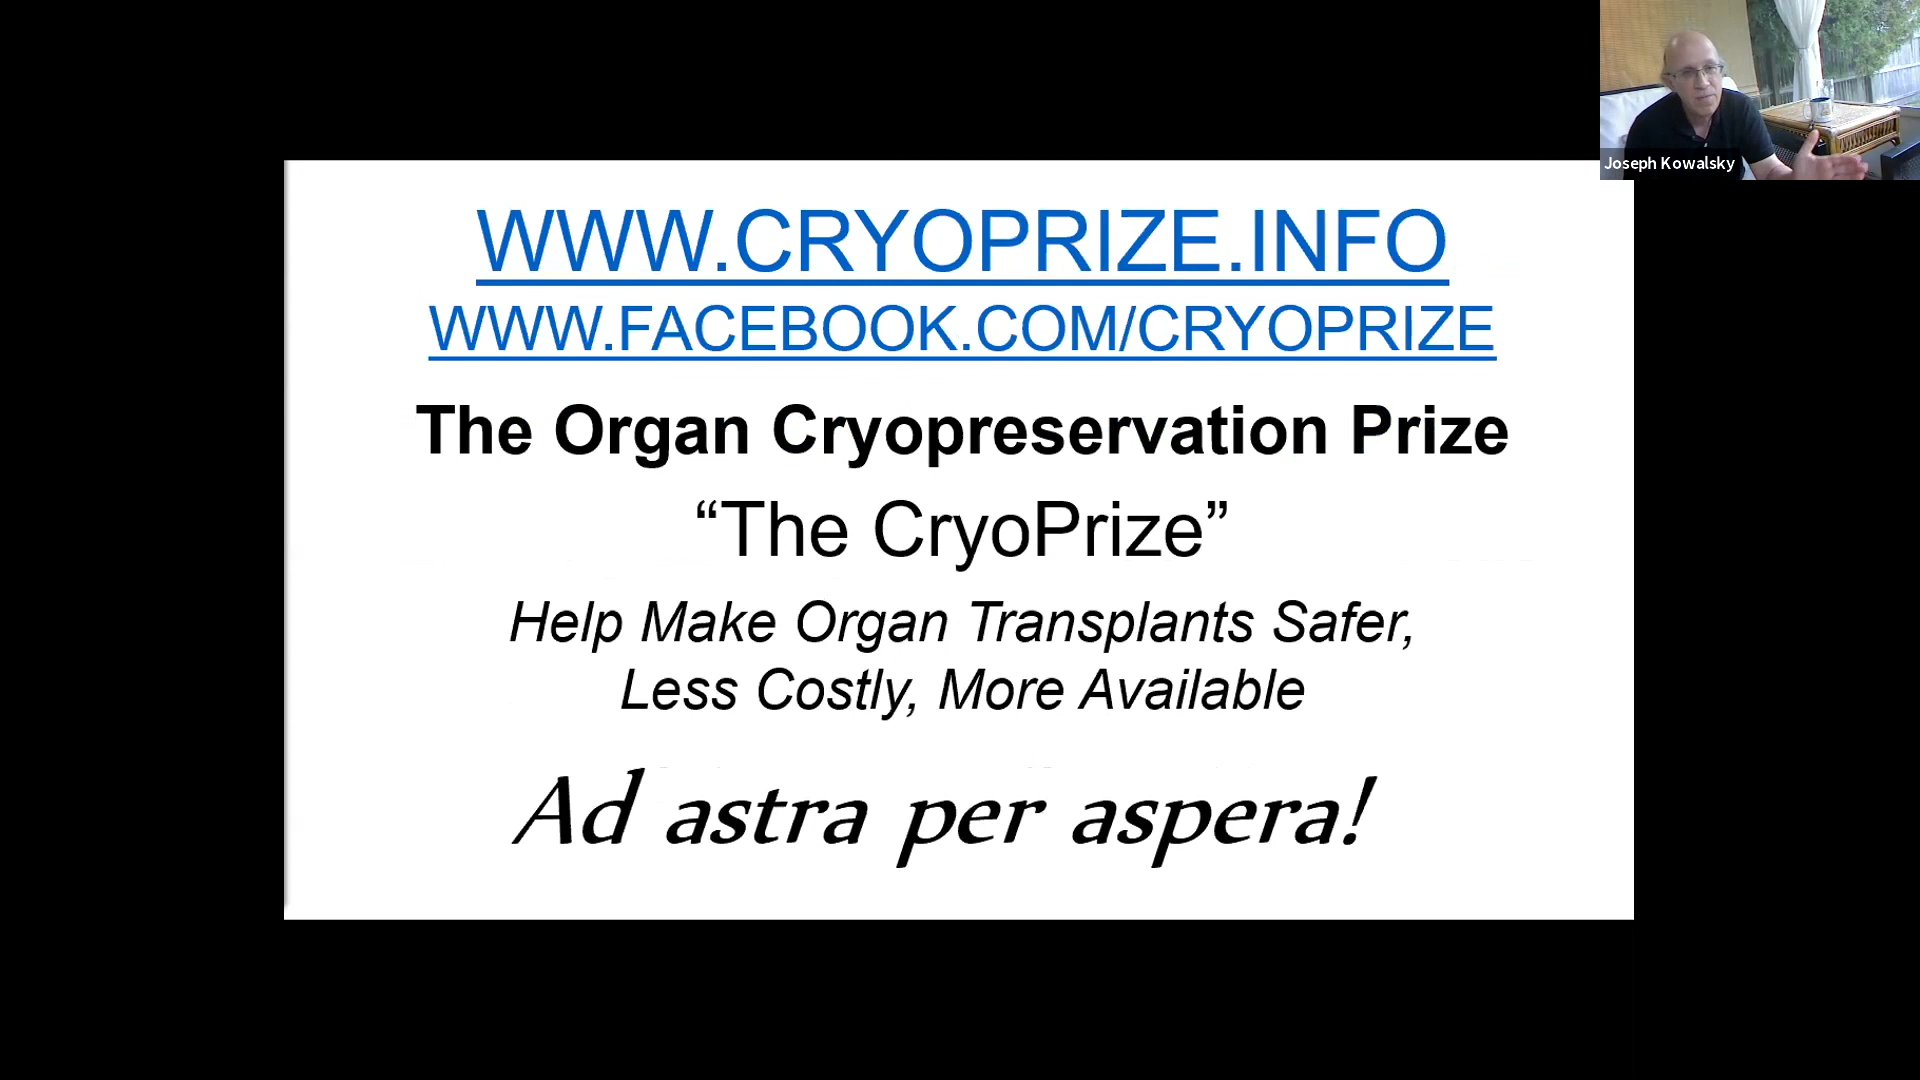 Joseph Kowalsky
WWW.CRYOPRIZE.INFO
WWW.FACEBOOK.COM/CRYOPRIZE
The Organ Cryopreservation Prize
“The CryoPrize”
Help Make Organ Transplants Safer,
Less Costly, More Available
Ad astra per aspera!